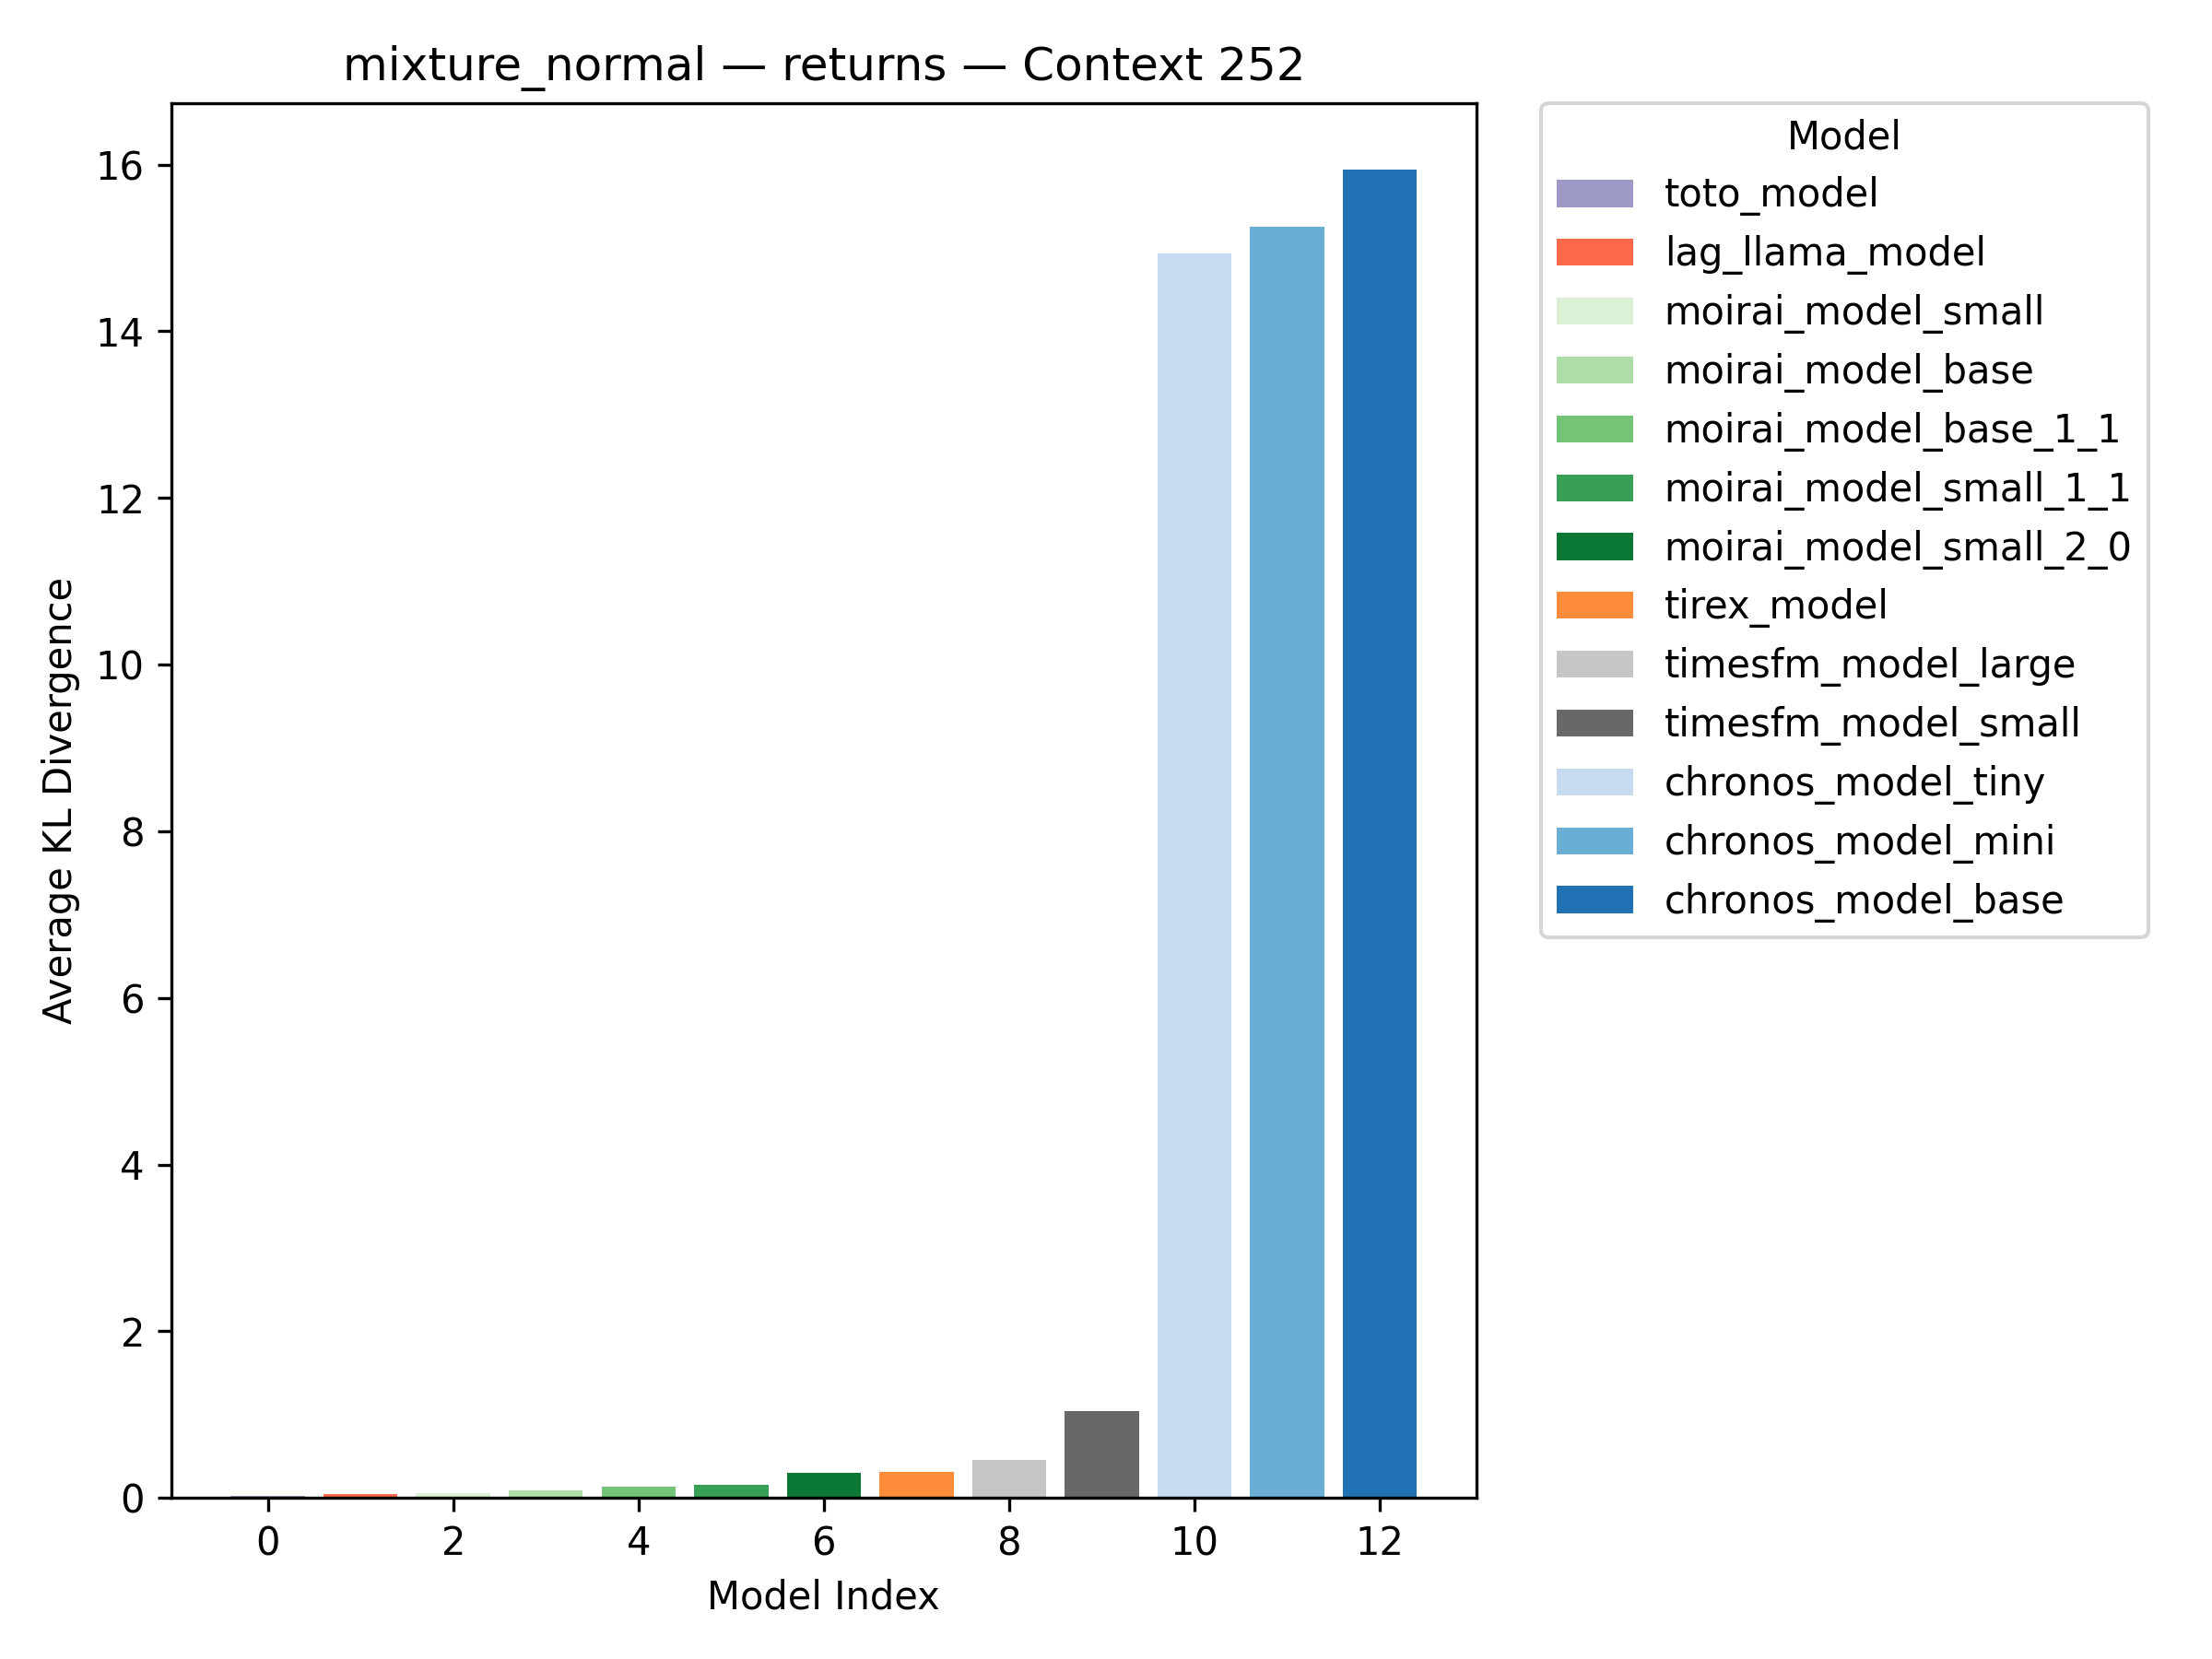 mixture_normal — returns — Context 252
Average KL Divergence
16
14
12
10
8
6
4
2
0
0 2 4 6 8 10 12
Model Index
Model
toto_model
lag_llama_model
moirai_model_small
moirai_model_base
moirai_model_base_1_1
moirai_model_small_1_1
moirai_model_small_2_0
tirex_model
timesfm_model_large
timesfm_model_small
chronos_model_tiny
chronos_model_mini
chronos_model_base